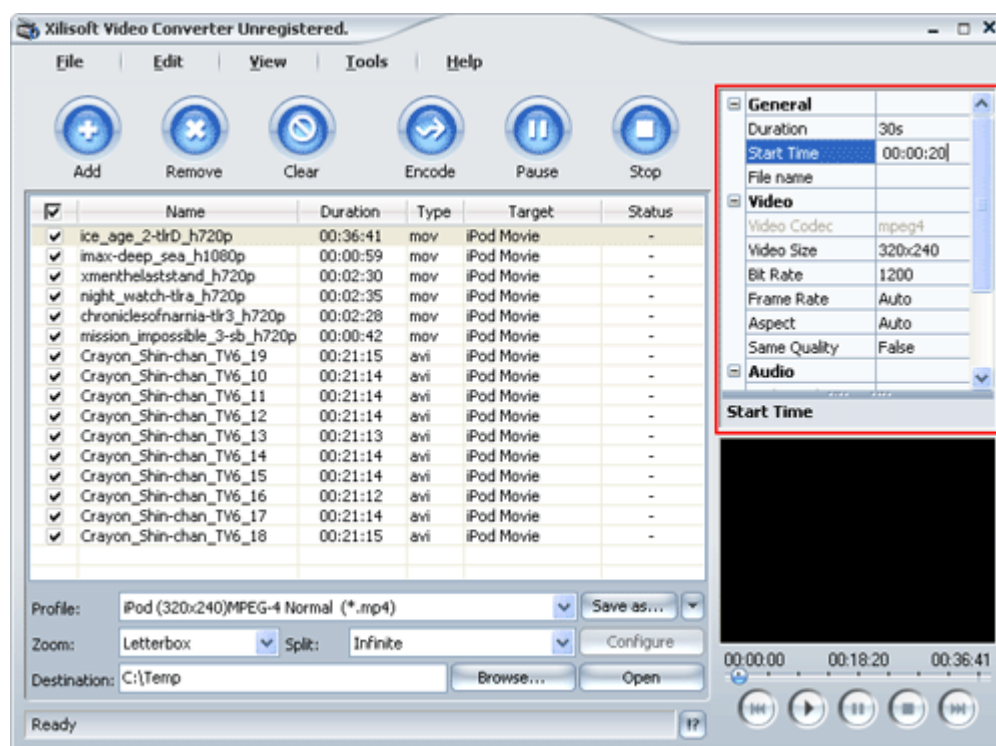 Xilisoft Video Converter Unregistered.
File Edit View Tools Help
Add Remove Clear Encode Pause Stop
Name Duration Type Target Status
ice_age_2-tlrD_h720p 00:36:41 mov iPod Movie -
imax-deep_sea_h1080p 00:00:59 mov iPod Movie -
xmenthelaststand_h720p 00:02:30 mov iPod Movie -
night_watch-tlra_h720p 00:02:35 mov iPod Movie -
chroniclesofnarnia-tlr3_h720p 00:02:28 mov iPod Movie -
mission_impossible_3-sb_h720p 00:00:42 mov iPod Movie -
Crayon_Shin-chan_TV6_19 00:21:15 avi iPod Movie -
Crayon_Shin-chan_TV6_10 00:21:14 avi iPod Movie -
Crayon_Shin-chan_TV6_11 00:21:14 avi iPod Movie -
Crayon_Shin-chan_TV6_12 00:21:14 avi iPod Movie -
Crayon_Shin-chan_TV6_13 00:21:13 avi iPod Movie -
Crayon_Shin-chan_TV6_14 00:21:14 avi iPod Movie -
Crayon_Shin-chan_TV6_15 00:21:14 avi iPod Movie -
Crayon_Shin-chan_TV6_16 00:21:12 avi iPod Movie -
Crayon_Shin-chan_TV6_17 00:21:14 avi iPod Movie -
Crayon_Shin-chan_TV6_18 00:21:15 avi iPod Movie -
Profile: iPod (320x240)MPEG-4 Normal (*.mp4) Save as...
Zoom: Letterbox Split: Infinite Configure
Destination: C:\Temp Browse... Open
Ready !?
General
Duration 30s
Start Time 00:00:20
File name
Video
Video Codec mpeg4
Video Size 320x240
Bit Rate 1200
Frame Rate Auto
Aspect Auto
Same Quality False
Audio
Start Time
00:00:00 00:18:20 00:36:41